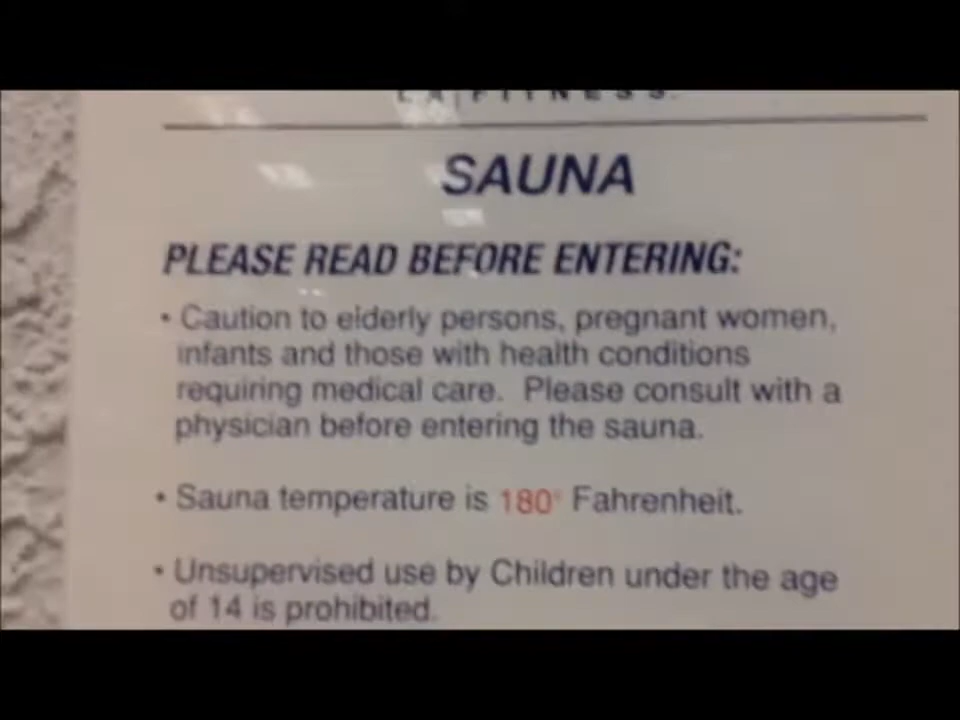 LA FITNESS.
SAUNA
PLEASE READ BEFORE ENTERING:
• Caution to elderly persons, pregnant women,
infants and those with health conditions
requiring medical care. Please consult with a
physician before entering the sauna.
• Sauna temperature is 180° Fahrenheit.
• Unsupervised use by Children under the age
of 14 is prohibited.